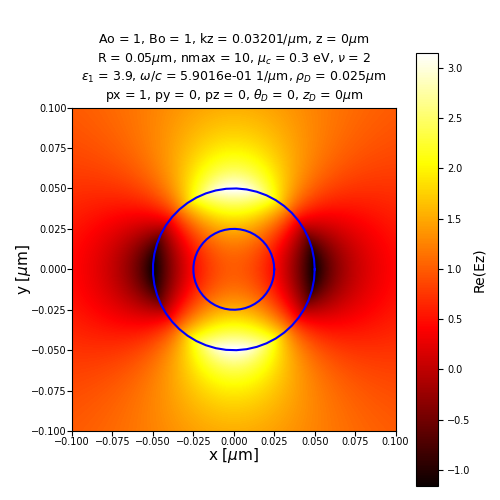 Ao = 1, Bo = 1, kz = 0.03201/μm, z = 0μm
R = 0.05μm, nmax = 10, μc = 0.3 eV, ν = 2
ε1 = 3.9, ω/c = 5.9016e-01 1/μm, ρD = 0.025μm
px = 1, py = 0, pz = 0, θD = 0, zD = 0μm
0.100
0.075
0.050
0.025
0.000
−0.025
−0.050
−0.075
−0.100
y [μm]
−0.100 −0.075 −0.050 −0.025 0.000 0.025 0.050 0.075 0.100
x [μm]
3.0
2.5
2.0
1.5
1.0
0.5
0.0
−0.5
−1.0
Re(Ez)